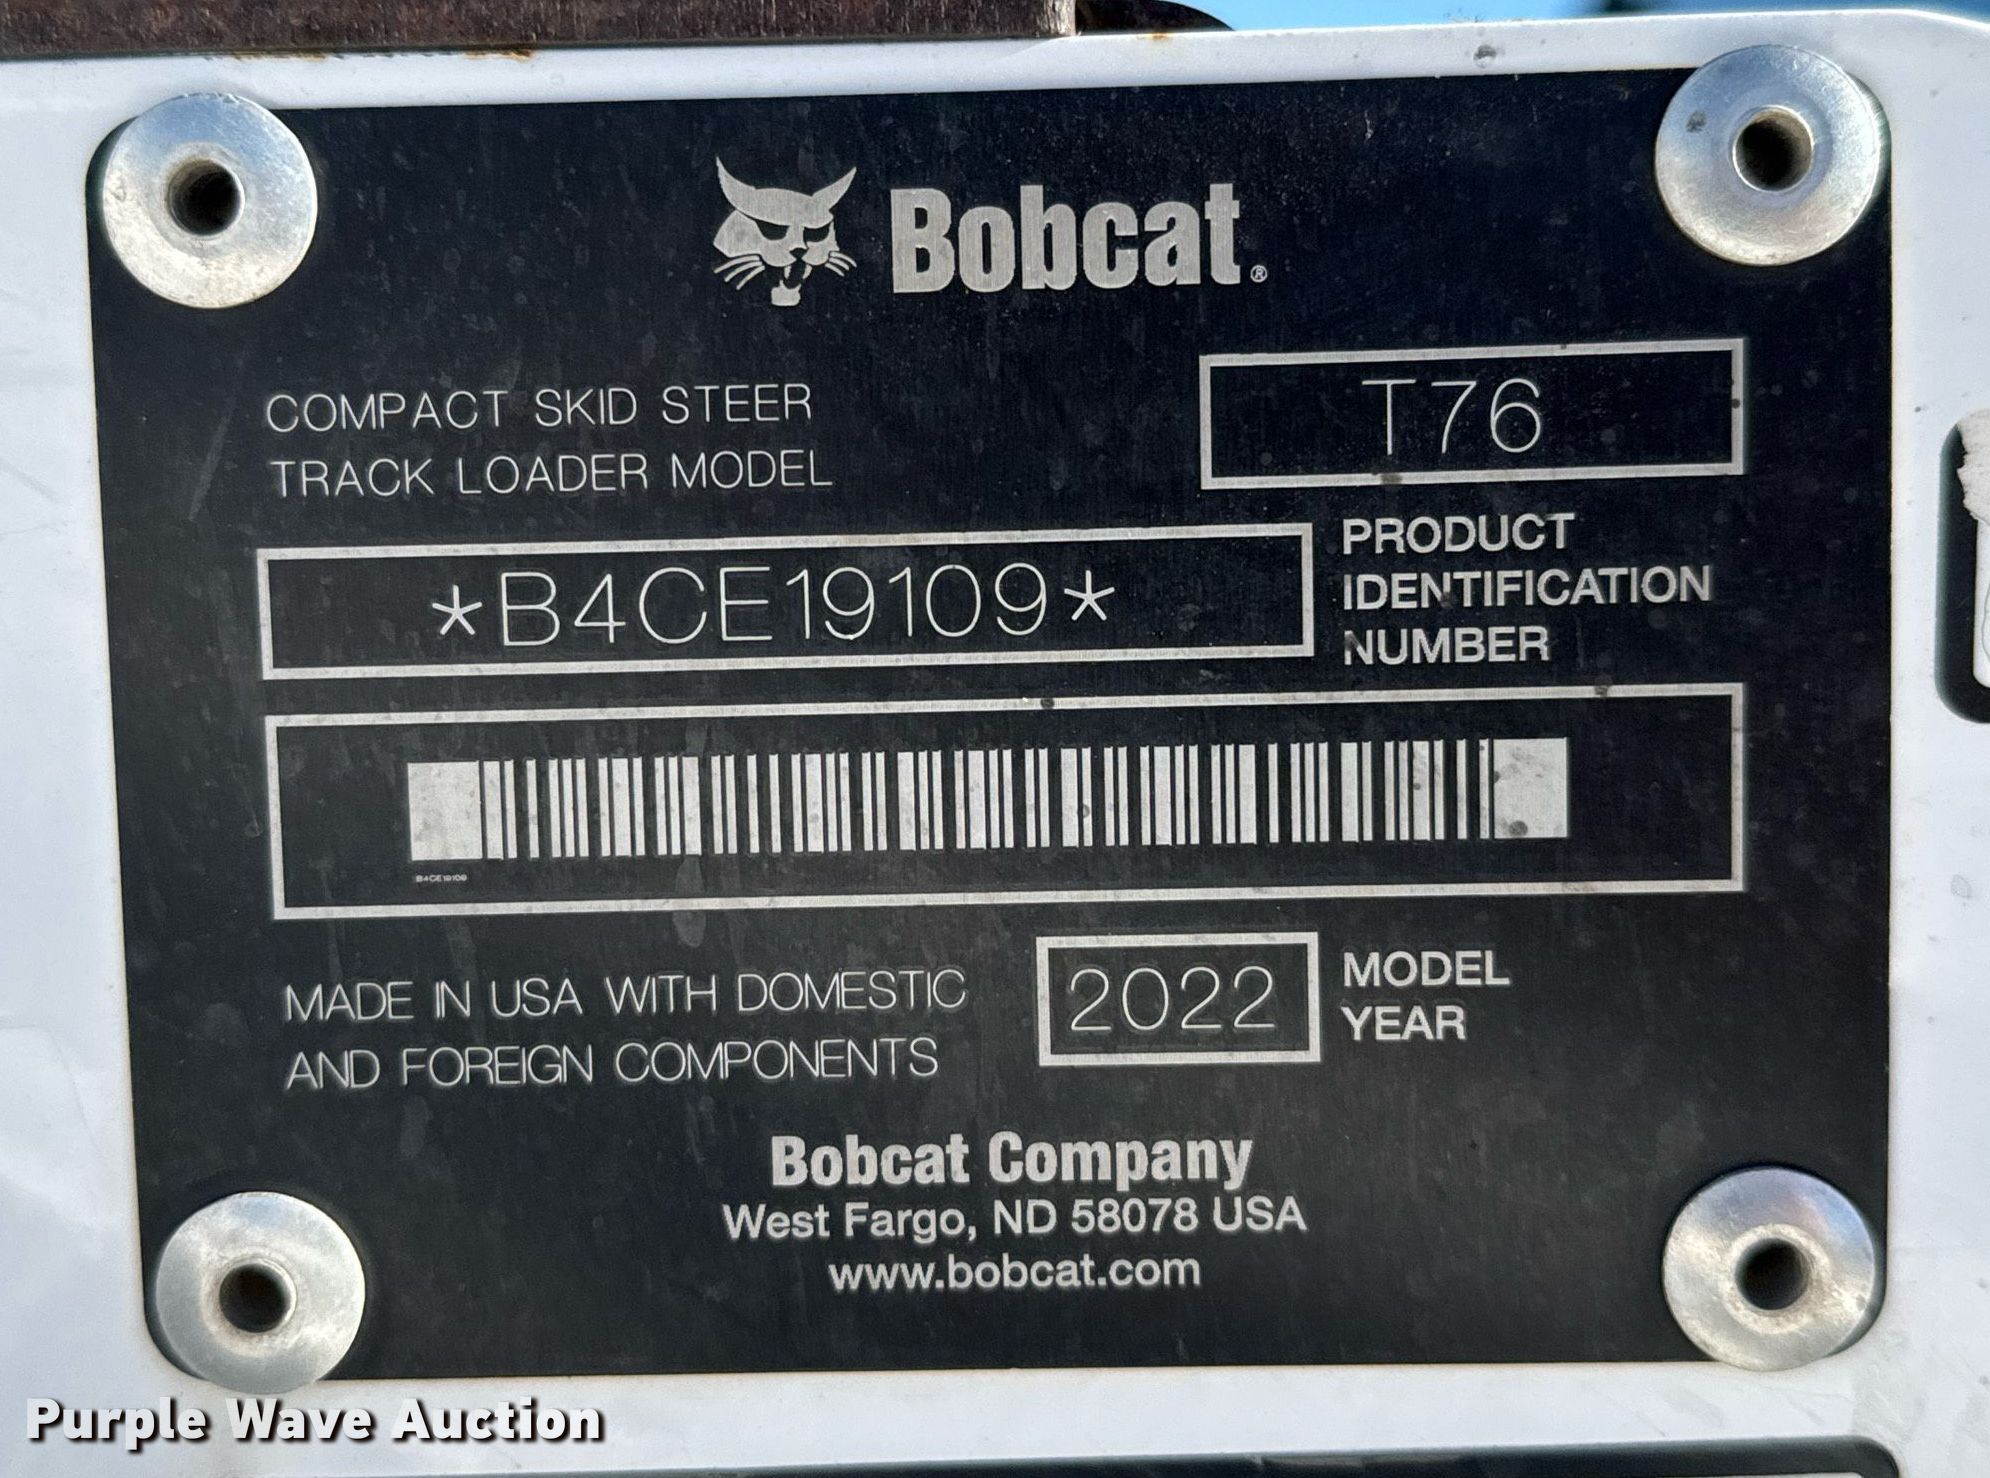 Bobcat®
COMPACT SKID STEER
TRACK LOADER MODEL
T76
*B4CE19109*
PRODUCT
IDENTIFICATION
NUMBER
B4CE19109
MADE IN USA WITH DOMESTIC
AND FOREIGN COMPONENTS
2022
MODEL
YEAR
Bobcat Company
West Fargo, ND 58078 USA
www.bobcat.com
Purple Wave Auction